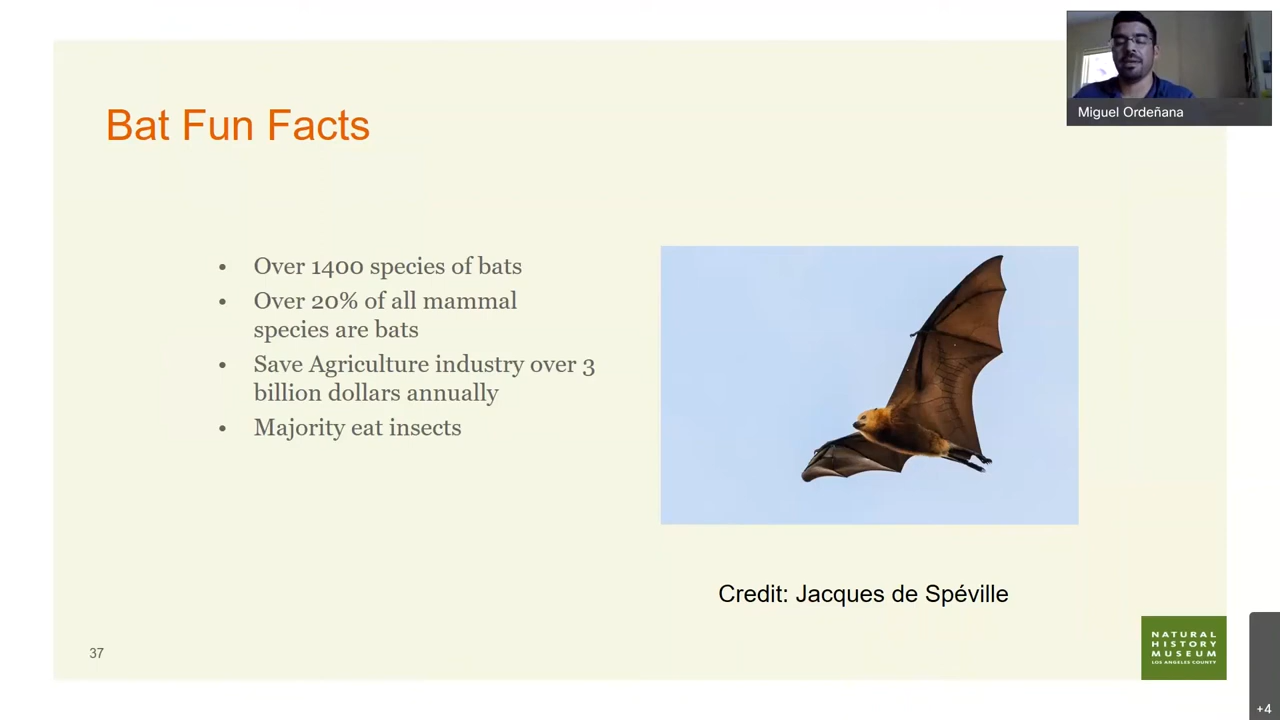 Miguel Ordeñana
Bat Fun Facts
• Over 1400 species of bats
• Over 20% of all mammal
species are bats
• Save Agriculture industry over 3
billion dollars annually
• Majority eat insects
Credit: Jacques de Spéville
37
NATURAL
HISTORY
MUSEUM
LOS ANGELES COUNTY
+4